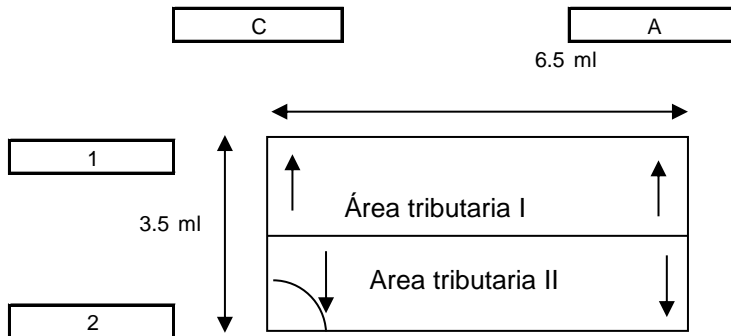 C
A
6.5 ml
1
3.5 ml
Área tributaria I
Area tributaria II
2